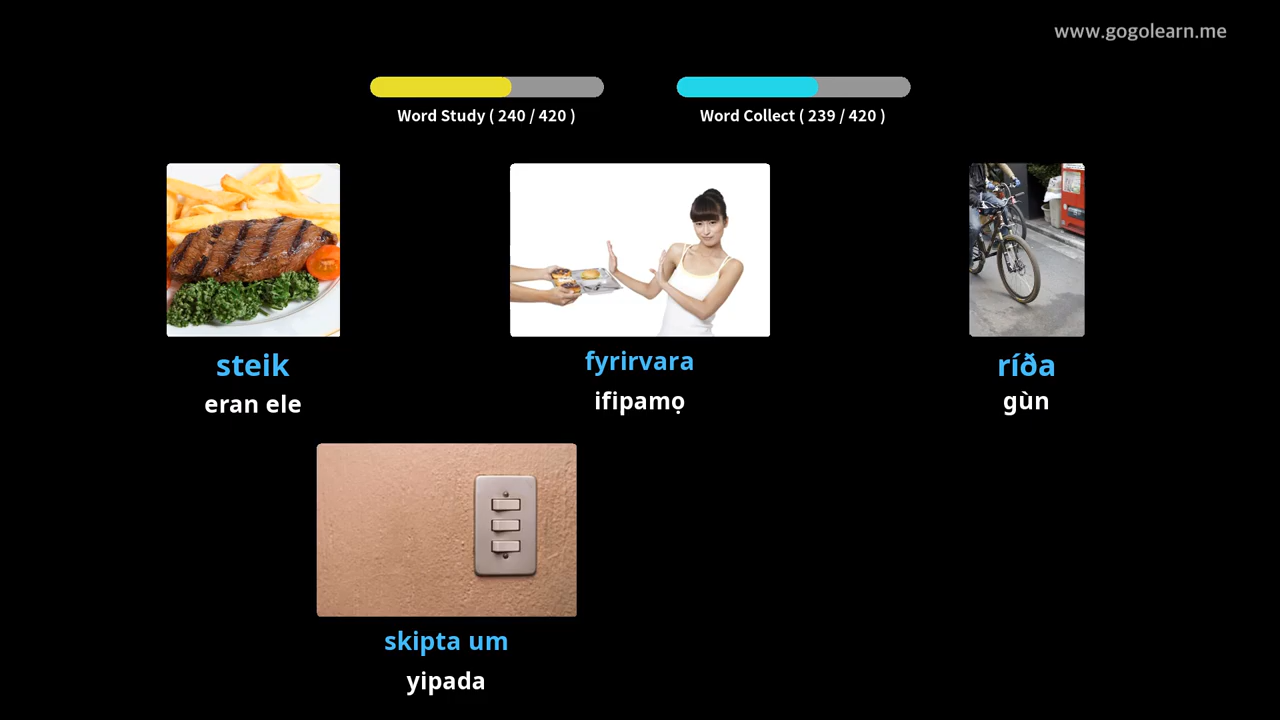 www.gogolearn.me
Word Study ( 240 / 420 )
Word Collect ( 239 / 420 )
steik
eran ele
fyrirvara
ifipamọ
ríða
gùn
skipta um
yipada